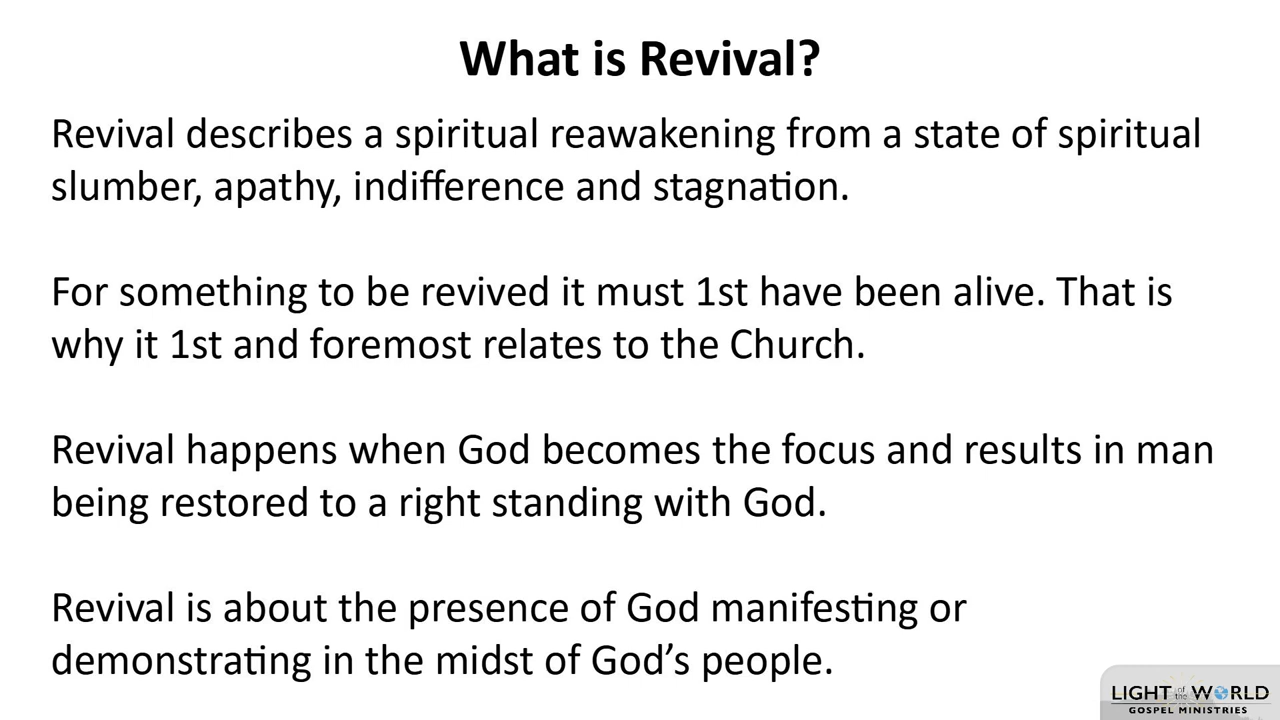 What is Revival?
Revival describes a spiritual reawakening from a state of spiritual
slumber, apathy, indifference and stagnation.
For something to be revived it must 1st have been alive. That is
why it 1st and foremost relates to the Church.
Revival happens when God becomes the focus and results in man
being restored to a right standing with God.
Revival is about the presence of God manifesting or
demonstrating in the midst of God’s people.
LIGHT of the WORLD
GOSPEL MINISTRIES